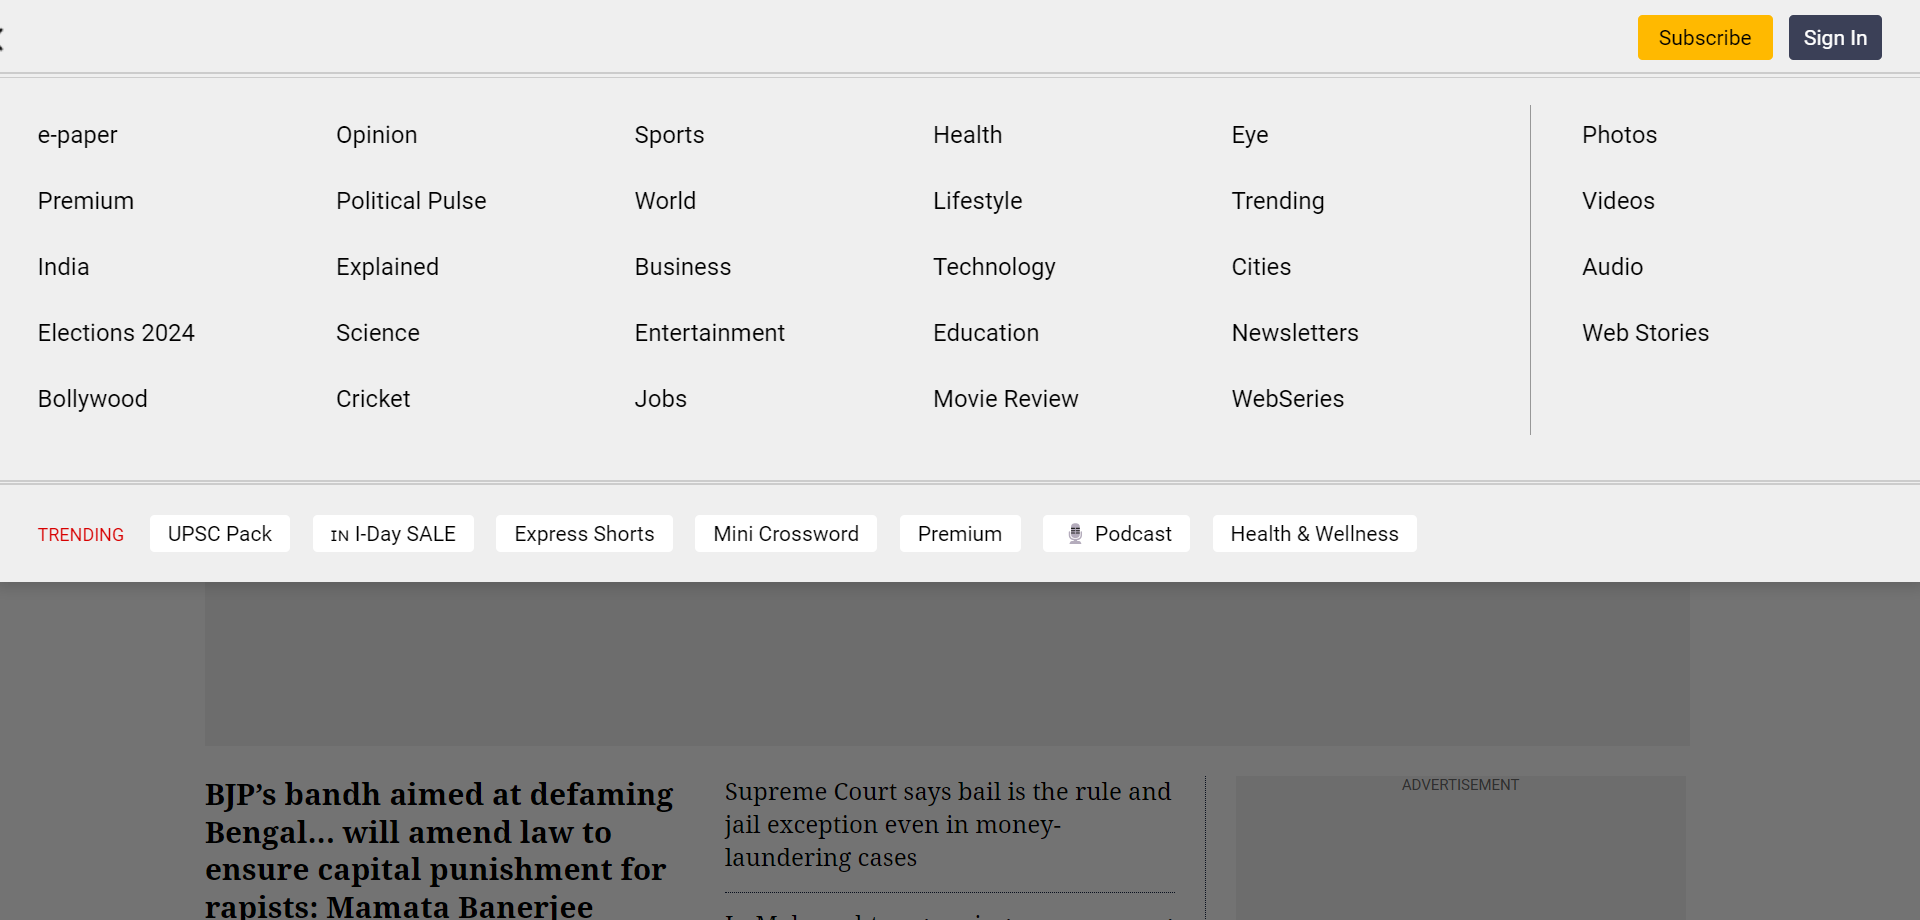 Subscribe
Sign In
e-paper
Opinion
Sports
Health
Eye
Photos
Premium
Political Pulse
World
Lifestyle
Trending
Videos
India
Explained
Business
Technology
Cities
Audio
Elections 2024
Science
Entertainment
Education
Newsletters
Web Stories
Bollywood
Cricket
Jobs
Movie Review
WebSeries
TRENDING
UPSC Pack
IN I-Day SALE
Express Shorts
Mini Crossword
Premium
Podcast
Health & Wellness
BJP’s bandh aimed at defaming
Bengal… will amend law to
ensure capital punishment for
rapists: Mamata Banerjee
Supreme Court says bail is the rule and
jail exception even in money-
laundering cases
ADVERTISEMENT